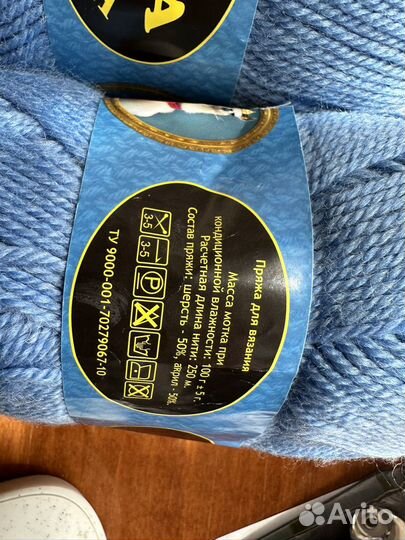 А
Пряжа для вязания
Масса мотка при
кондиционной влажности: 100 г ± 5 г.
Расчетная длина нити: 250 м.
Состав пряжи: шерсть - 50%, акрил - 50%.
3-5 3-5 P
ТУ 9000-001-70279067-10
Avito